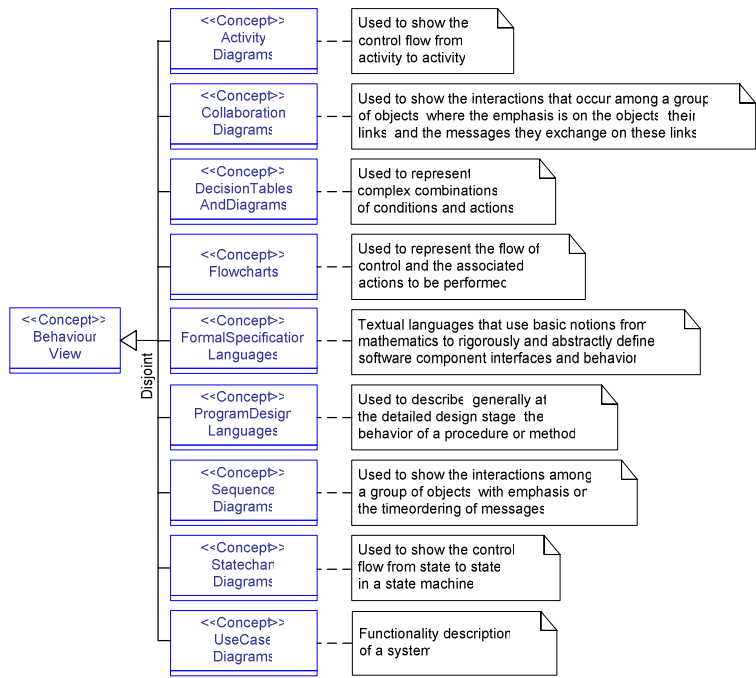 <<Concept>>
Activity
Diagrams
Used to show the
control flow from
activity to activity
<<Concept>>
Collaboration
Diagrams
Used to show the interactions that occur among a group
of objects where the emphasis is on the objects their
links and the messages they exchange on these links
<<Concept>>
DecisionTables
AndDiagrams
Used to represent
complex combinations
of conditions and actions
<<Concept>>
Flowcharts
Used to represent the flow of
control and the associated
actions to be performed
<<Concept>>
Behaviour
View
Disjoint
<<Concept>>
FormalSpecification
Languages
Textual languages that use basic notions from
mathematics to rigorously and abstractly define
software component interfaces and behavior
<<Concept>>
ProgramDesign
Languages
Used to describe generally at
the detailed design stage the
behavior of a procedure or method
<<Concept>>
Sequence
Diagrams
Used to show the interactions among
a group of objects with emphasis on
the timeordering of messages
<<Concept>>
Statechart
Diagrams
Used to show the control
flow from state to state
in a state machine
<<Concept>>
UseCase
Diagrams
Functionality description
of a system